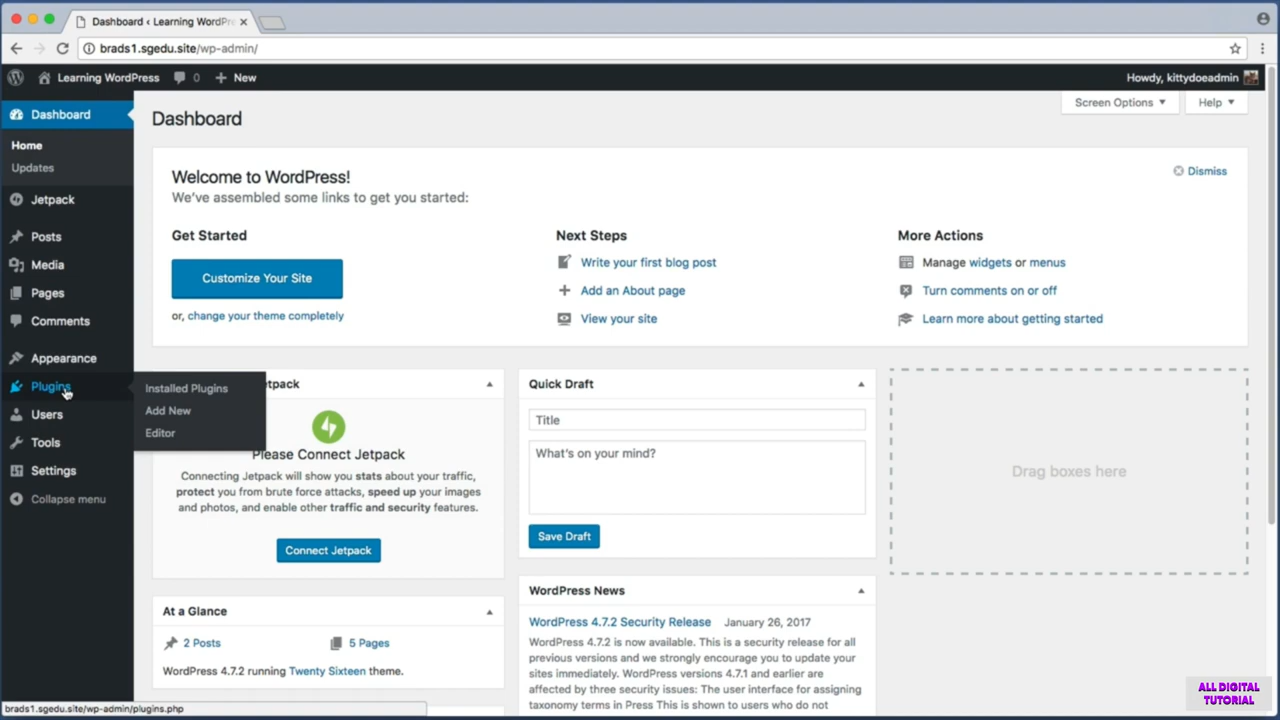 Dashboard ‹ Learning WordPre
brads1.sgedu.site/wp-admin/
Learning WordPress 0 New
Howdy, kittydoeadmin
Dashboard
Home
Updates
Jetpack
Posts
Media
Pages
Comments
Appearance
Plugins
Users
Tools
Settings
Collapse menu
Installed Plugins
Add New
Editor
Dashboard
Screen Options
Help
Welcome to WordPress!
We've assembled some links to get you started:
Dismiss
Get Started
Customize Your Site
or, change your theme completely
Next Steps
Write your first blog post
Add an About page
View your site
More Actions
Manage widgets or menus
Turn comments on or off
Learn more about getting started
etpack
Please Connect Jetpack
Connecting Jetpack will show you stats about your traffic,
protect you from brute force attacks, speed up your images
and photos, and enable other traffic and security features.
Connect Jetpack
At a Glance
2 Posts
5 Pages
WordPress 4.7.2 running Twenty Sixteen theme.
Quick Draft
Title
What's on your mind?
Save Draft
WordPress News
WordPress 4.7.2 Security Release January 26, 2017
WordPress 4.7.2 is now available. This is a security release for all
previous versions and we strongly encourage you to update your
sites immediately. WordPress versions 4.7.1 and earlier are
affected by three security issues: The user interface for assigning
taxonomy terms in Press This is shown to users who do not
Drag boxes here
brads1.sgedu.site/wp-admin/plugins.php
ALL DIGITAL
TUTORIAL